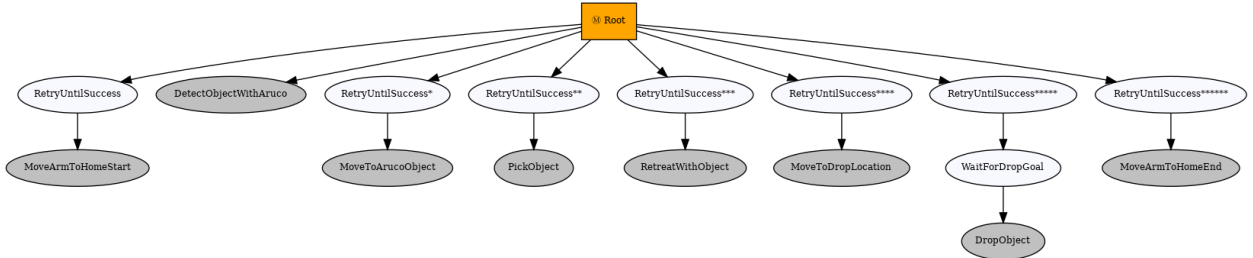 Ⓜ Root
RetryUntilSuccess
DetectObjectWithAruco
RetryUntilSuccess*
RetryUntilSuccess**
RetryUntilSuccess***
RetryUntilSuccess****
RetryUntilSuccess*****
RetryUntilSuccess******
MoveArmToHomeStart
MoveToArucoObject
PickObject
RetreatWithObject
MoveToDropLocation
WaitForDropGoal
MoveArmToHomeEnd
DropObject